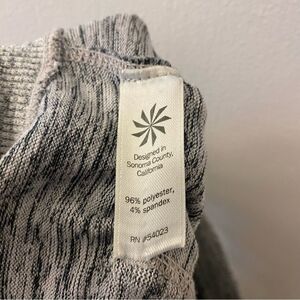 Designed in
Sonoma County,
California
96% polyester,
4% spandex
RN #54023